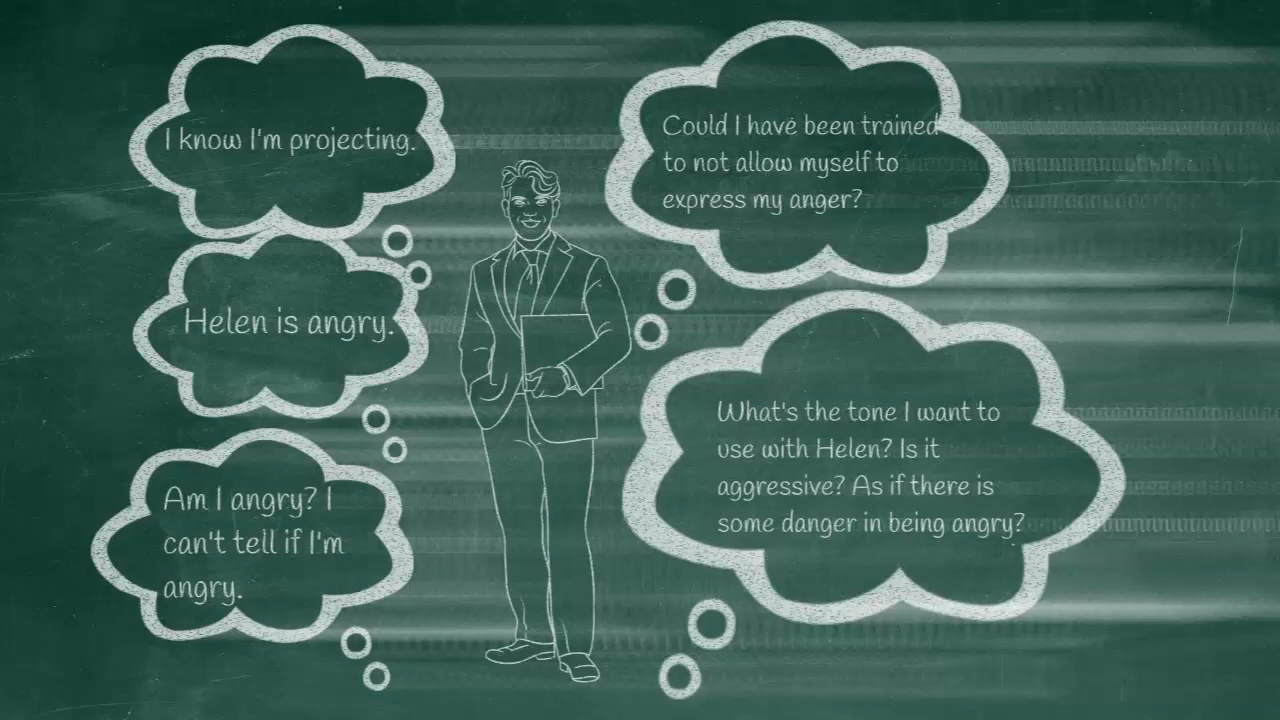 I know I'm projecting.
Helen is angry.
Am I angry? I
can't tell if I'm
angry.
Could I have been trained
to not allow myself to
express my anger?
What's the tone I want to
use with Helen? Is it
aggressive? As if there is
some danger in being angry?